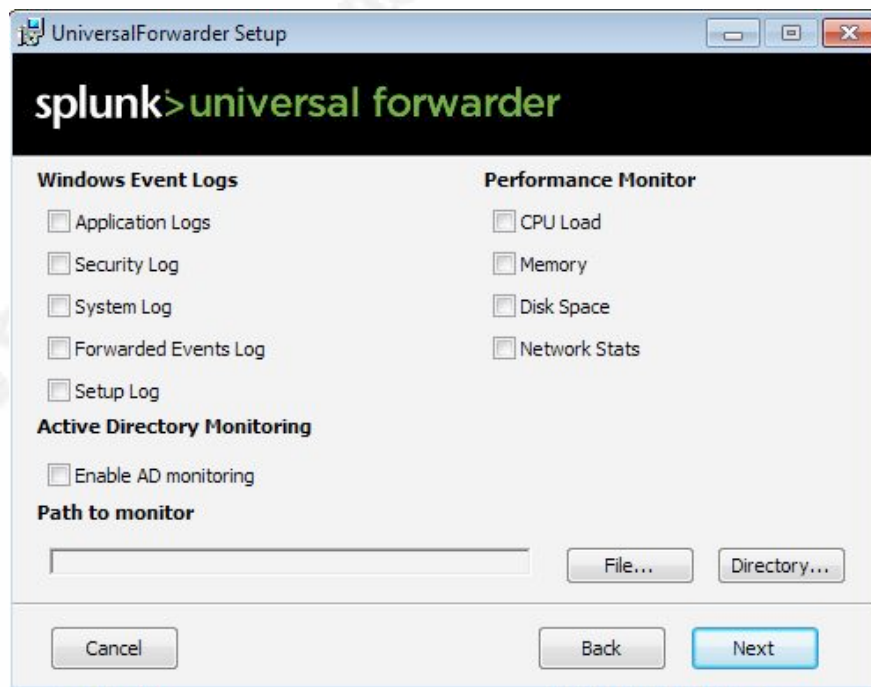 UniversalForwarder Setup
splunk>universal forwarder
Windows Event Logs
Application Logs
Security Log
System Log
Forwarded Events Log
Setup Log
Active Directory Monitoring
Enable AD monitoring
Path to monitor
Performance Monitor
CPU Load
Memory
Disk Space
Network Stats
File...
Directory...
Cancel
Back
Next